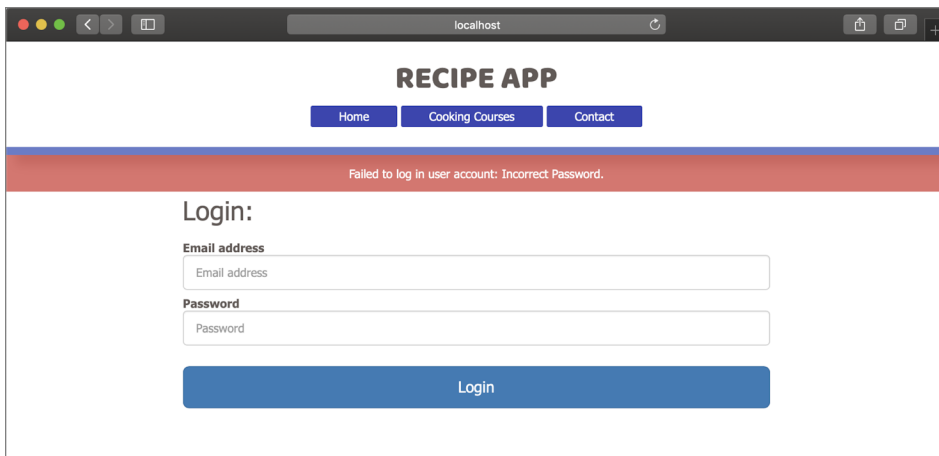 localhost
RECIPE APP
Home Cooking Courses Contact
Failed to log in user account: Incorrect Password.
Login:
Email address
Email address
Password
Password
Login